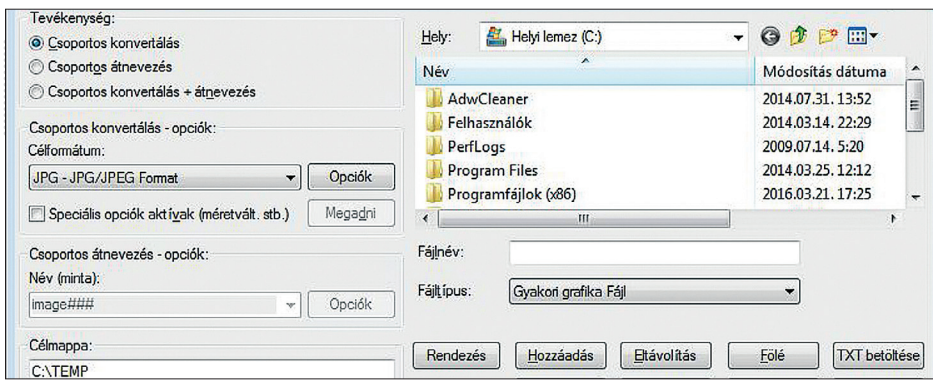 Tevékenység:
Csoportos konvertálás
Csoportos átnevezés
Csoportos konvertálás + átnevezés
Csoportos konvertálás - opciók:
Célformátum:
JPG - JPG/JPEG Format
Opciók
Speciális opciók aktívak (méretvált. stb.)
Megadni
Csoportos átnevezés - opciók:
Név (minta):
image###
Opciók
Célmappa:
C:\TEMP
Hely:
Helyi lemez (C:)
Név Módosítás dátuma
AdwCleaner 2014.07.31. 13:52
Felhasználók 2014.03.14. 22:29
PerfLogs 2009.07.14. 5:20
Program Files 2014.03.25. 12:12
Programfájlok (x86) 2016.03.21. 17:25
Fájlnév:
Fájltípus:
Gyakori grafika Fájl
Rendezés
Hozzáadás
Eltávolítás
Fölé
TXT betöltése